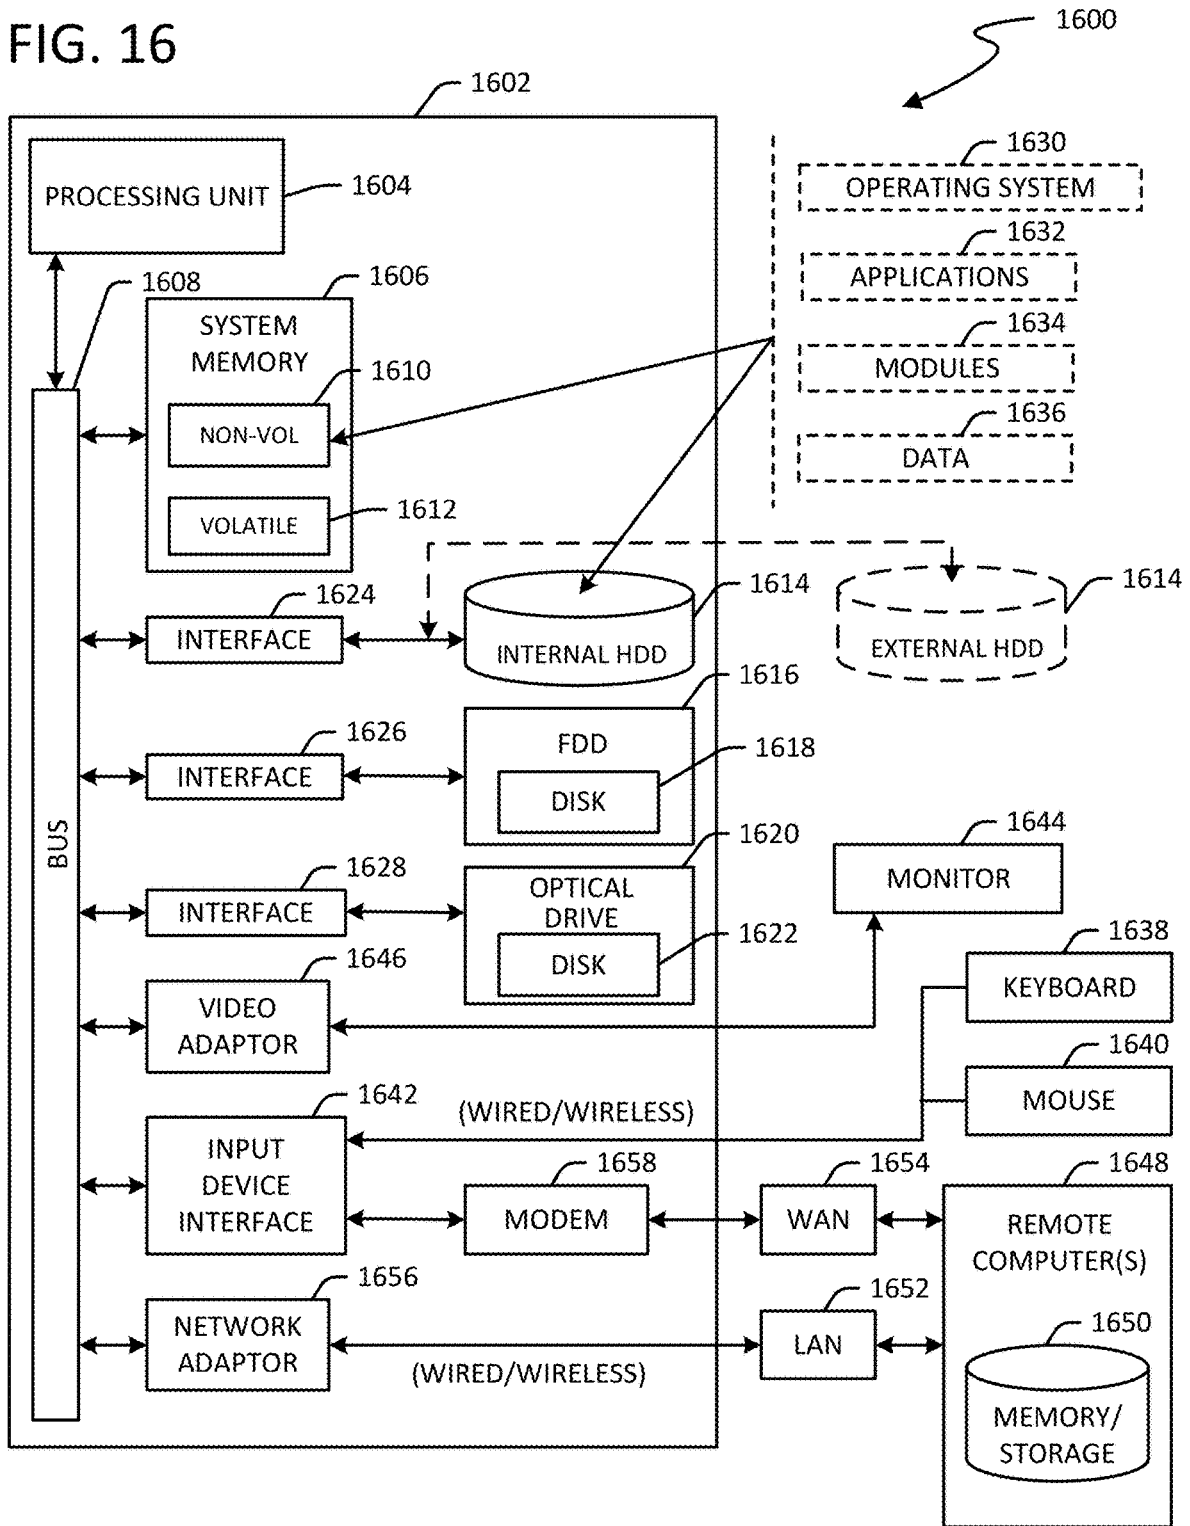 FIG. 16
1600
1602
PROCESSING UNIT
1604
1630
OPERATING SYSTEM
1632
APPLICATIONS
1634
MODULES
1636
DATA
1608
1606
SYSTEM
MEMORY
1610
NON-VOL
1612
VOLATILE
1624
INTERFACE
1614
INTERNAL HDD
1614
EXTERNAL HDD
1616
FDD
1618
DISK
1626
INTERFACE
BUS
1620
OPTICAL
DRIVE
1622
DISK
1628
INTERFACE
1644
MONITOR
1646
VIDEO
ADAPTOR
1638
KEYBOARD
1640
MOUSE
1642
INPUT
DEVICE
INTERFACE
(WIRED/WIRELESS)
1658
MODEM
1654
WAN
1648
REMOTE
COMPUTER(S)
1656
NETWORK
ADAPTOR
(WIRED/WIRELESS)
1652
LAN
1650
MEMORY/
STORAGE